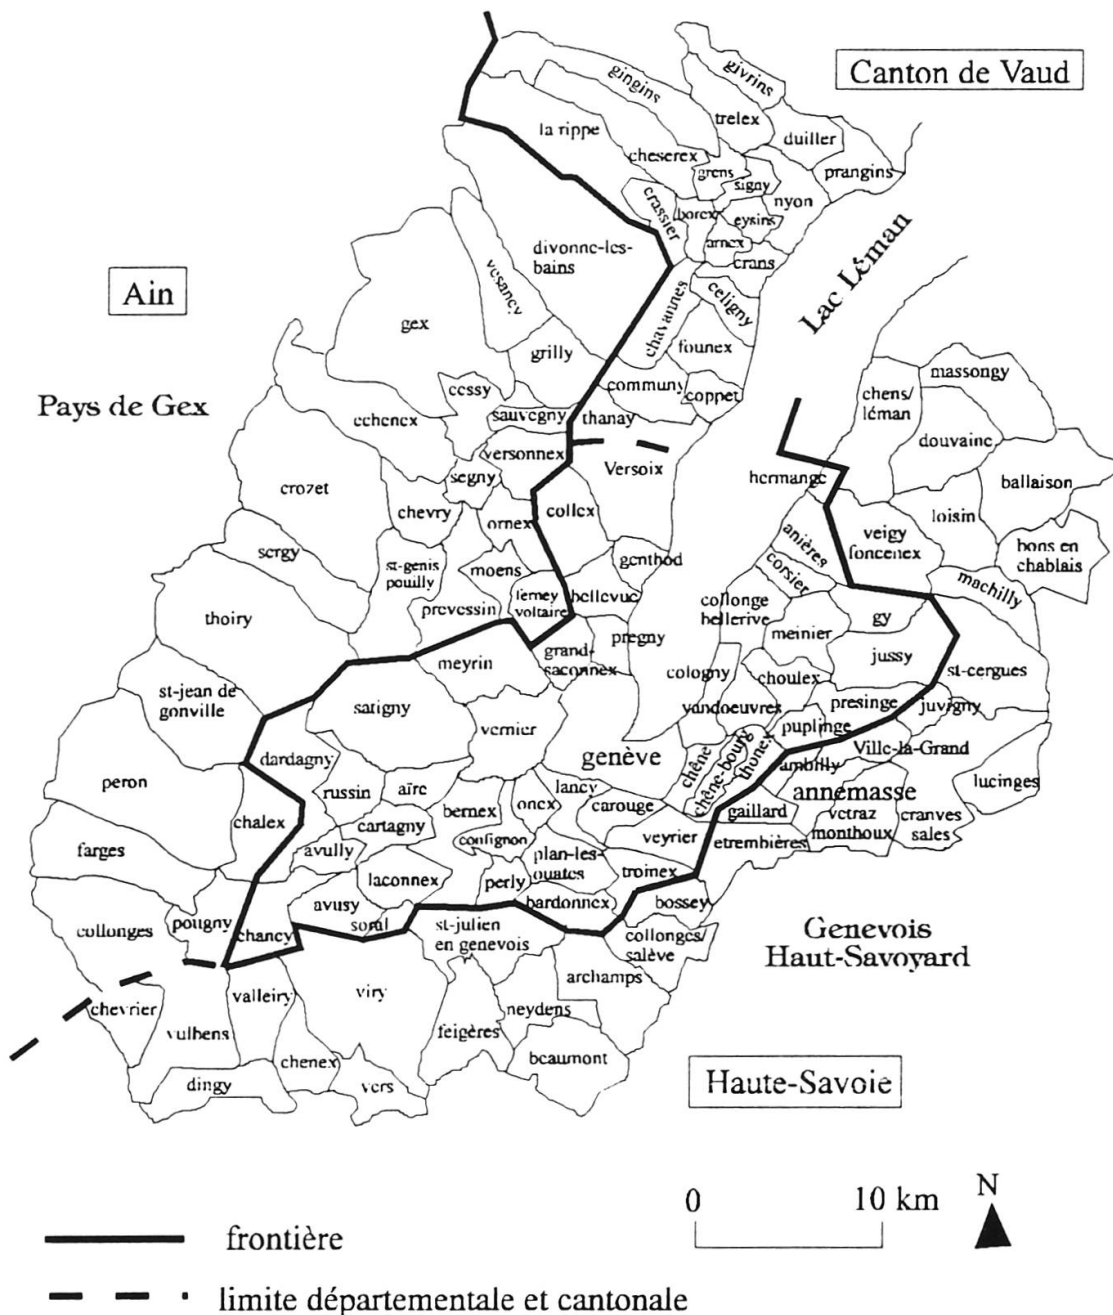 givrins
Canton de Vaud
gingins
trelex
la rippe
duiller
cheserex
grens
signy
prangins
crassier
borex
nyon
eysins
arnex
crans
divonne-les-
bains
vesancy
Lac Léman
Ain
chavannes
celigny
gex
founex
grilly
massongy
cessy
communy
coppet
chens/
léman
Pays de Gex
echenex
sauvegny
thanay
douvaine
versonnex
Versoix
hermange
segny
ballaison
crozet
chevry
collex
loisin
ornex
anières
veigy
foncenex
sergy
st-genis
pouilly
genthod
bons en
chablais
moens
corsier
machilly
ferney
voltaire
bellevue
prevessin
collonge
bellerive
thoiry
gy
pregny
meinier
meyrin
grand-
saconnex
jussy
cologny
choulex
st-cergues
st-jean de
gonville
satigny
vandoeuvres
presinge
juvigny
vernier
puplinge
genève
chêne
chêne-bourg
thonex
Ville-la-Grand
dardagny
ambilly
peron
russin
aïre
lancy
lucinges
annemasse
bernex
onex
carouge
gaillard
chalex
cartagny
vetraz
monthoux
cranves
sales
confignon
veyrier
etrembières
farges
avully
plan-les-
ouates
laconnex
perly
troinex
avusy
bardonnex
bossey
collonges
pougny
chancy
soral
st-julien
en genevois
Genevois
Haut-Savoyard
collonges/
salève
archamps
valleiry
viry
chevrier
neydens
vulbens
feigères
chenex
beaumont
dingy
vers
Haute-Savoie
0 10 km
N
frontière
limite départementale et cantonale